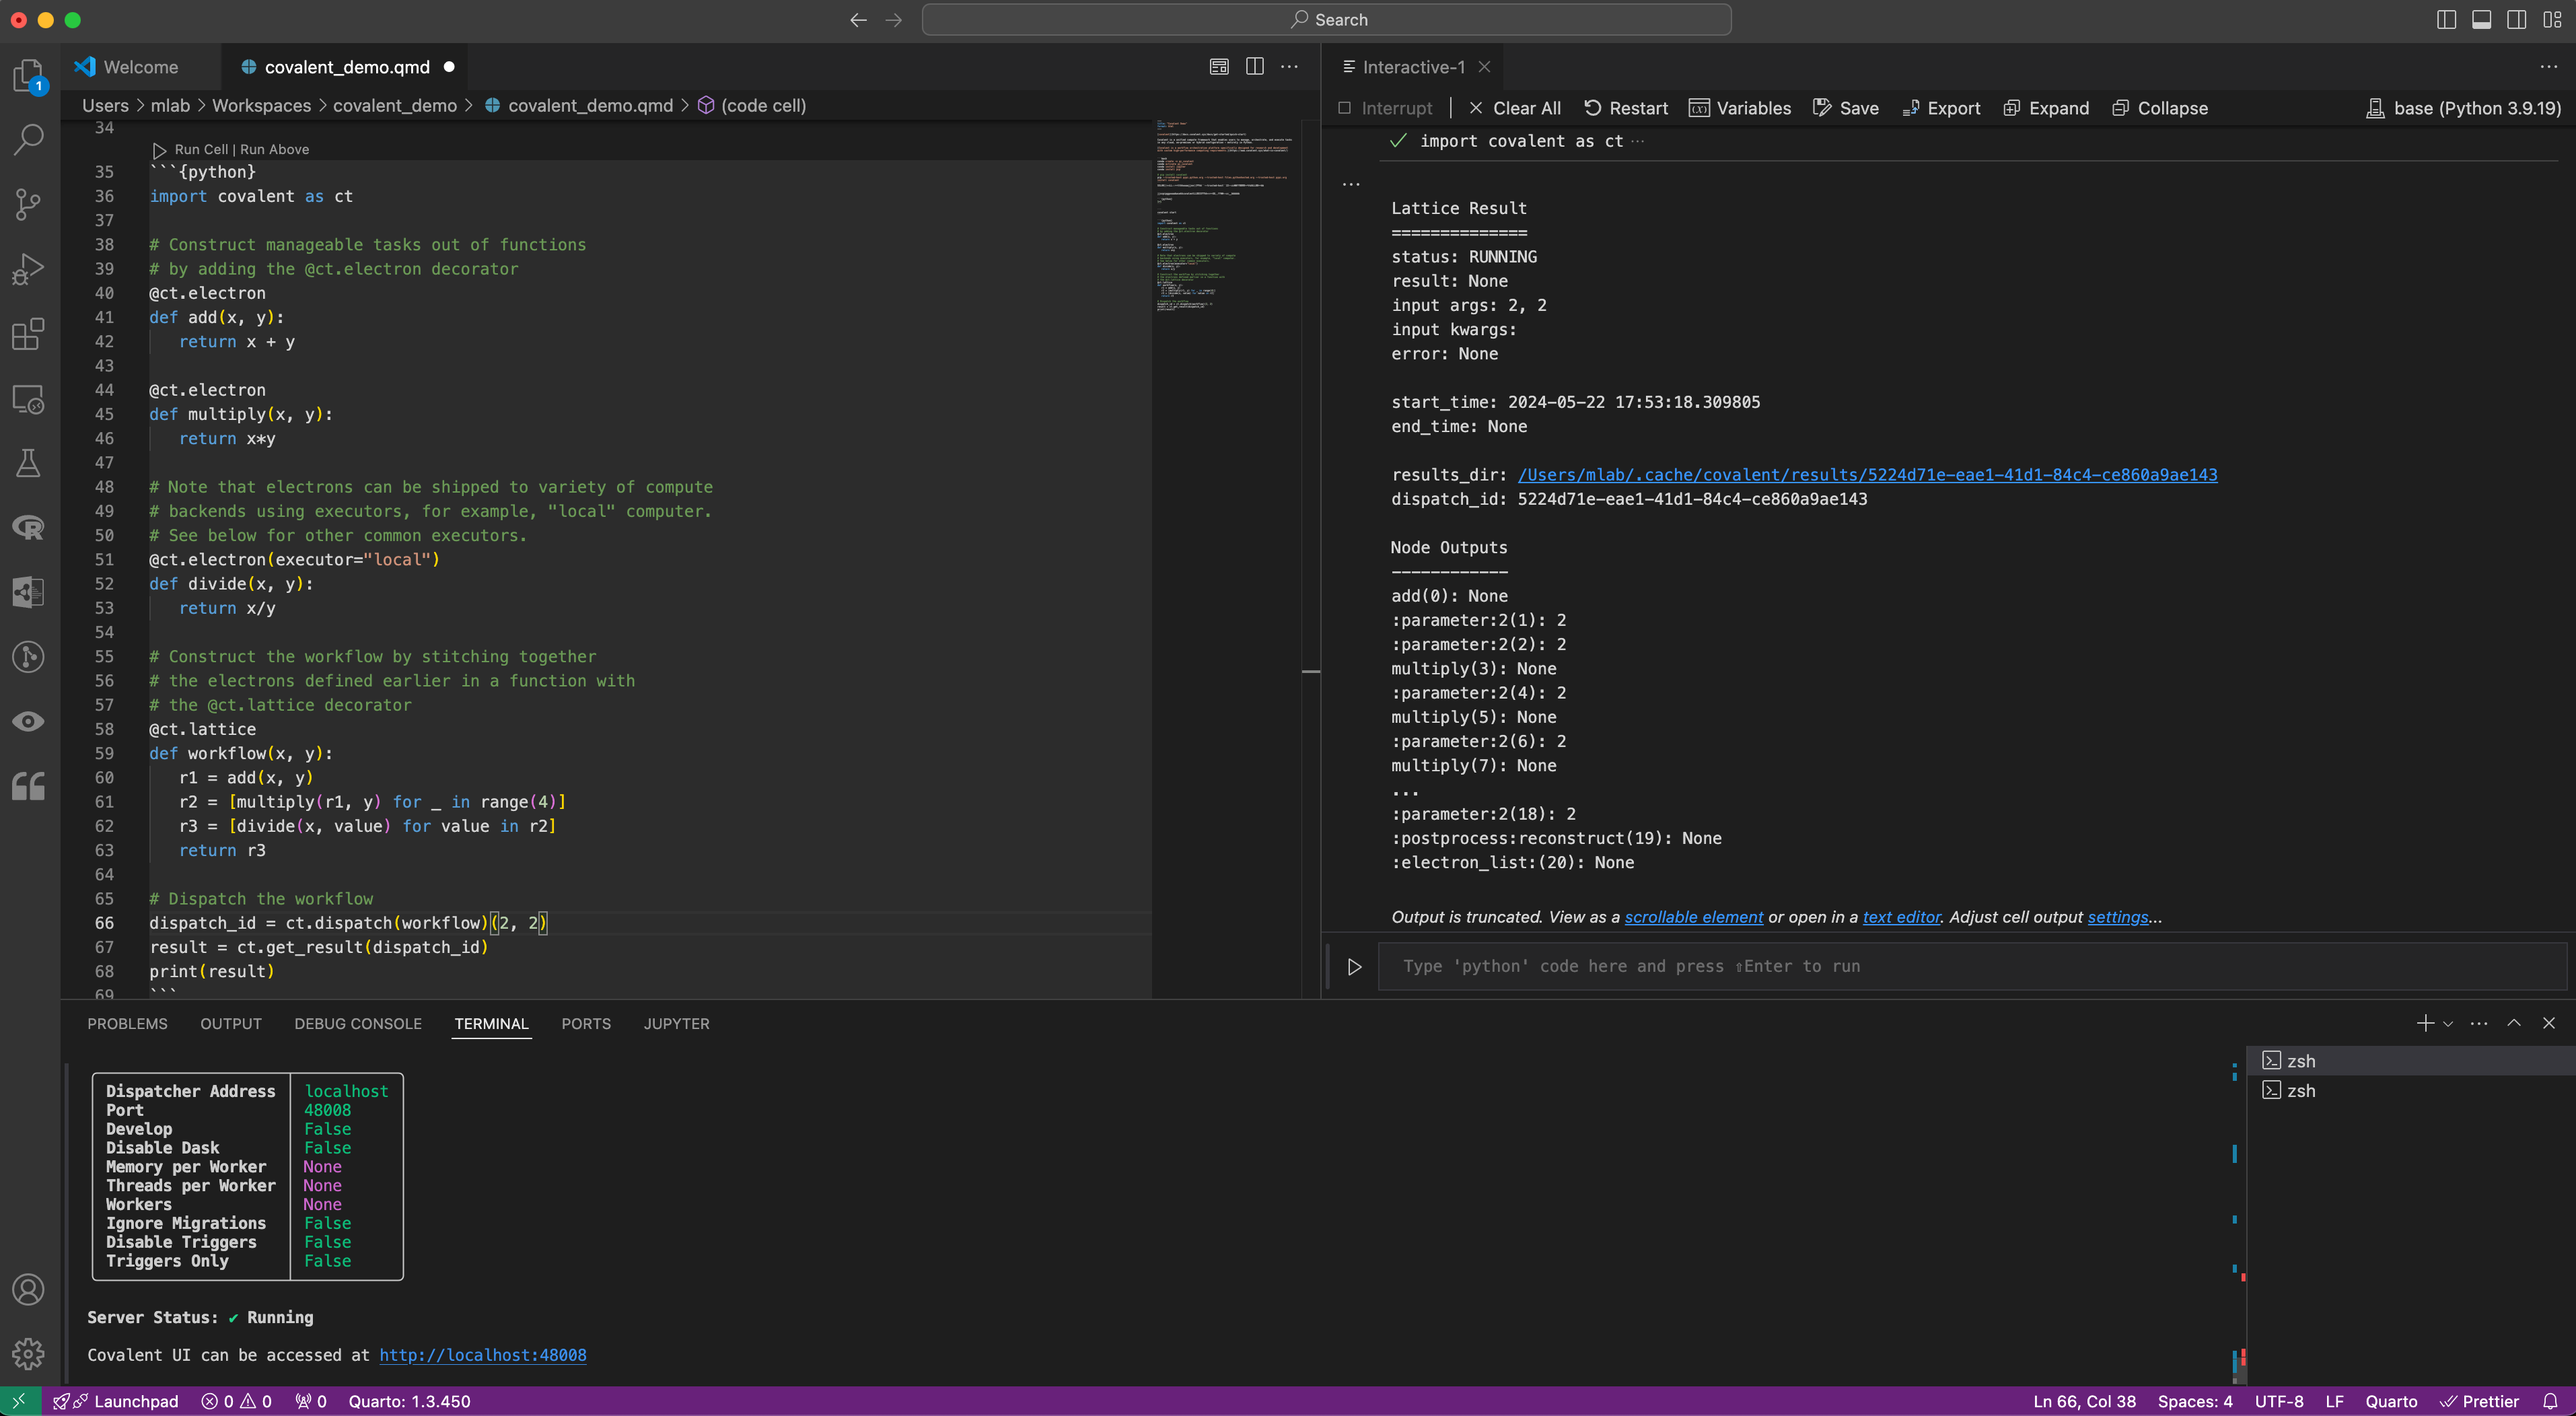 Search
Welcome
covalent_demo.qmd
Users > mlab > Workspaces > covalent_demo > covalent_demo.qmd > (code cell)
34
Run Cell | Run Above
35 ```{python}
36 import covalent as ct
37
38 # Construct manageable tasks out of functions
39 # by adding the @ct.electron decorator
40 @ct.electron
41 def add(x, y):
42 return x + y
43
44 @ct.electron
45 def multiply(x, y):
46 return x*y
47
48 # Note that electrons can be shipped to variety of compute
49 # backends using executors, for example, "local" computer.
50 # See below for other common executors.
51 @ct.electron(executor="local")
52 def divide(x, y):
53 return x/y
54
55 # Construct the workflow by stitching together
56 # the electrons defined earlier in a function with
57 # the @ct.lattice decorator
58 @ct.lattice
59 def workflow(x, y):
60 r1 = add(x, y)
61 r2 = [multiply(r1, y) for _ in range(4)]
62 r3 = [divide(x, value) for value in r2]
63 return r3
64
65 # Dispatch the workflow
66 dispatch_id = ct.dispatch(workflow)(2, 2)
67 result = ct.get_result(dispatch_id)
68 print(result)
69 ```
Interactive-1
Interrupt | Clear All Restart Variables Save Export Expand Collapse base (Python 3.9.19)
import covalent as ct ...
...
Lattice Result
==============
status: RUNNING
result: None
input args: 2, 2
input kwargs:
error: None
start_time: 2024-05-22 17:53:18.309805
end_time: None
results_dir: /Users/mlab/.cache/covalent/results/5224d71e-eae1-41d1-84c4-ce860a9ae143
dispatch_id: 5224d71e-eae1-41d1-84c4-ce860a9ae143
Node Outputs
------------
add(0): None
:parameter:2(1): 2
:parameter:2(2): 2
multiply(3): None
:parameter:2(4): 2
multiply(5): None
:parameter:2(6): 2
multiply(7): None
...
:parameter:2(18): 2
:postprocess:reconstruct(19): None
:electron_list:(20): None
Output is truncated. View as a scrollable element or open in a text editor. Adjust cell output settings...
Type 'python' code here and press ⇧Enter to run
PROBLEMS OUTPUT DEBUG CONSOLE TERMINAL PORTS JUPYTER
Dispatcher Address localhost
Port 48008
Develop False
Disable Dask False
Memory per Worker None
Threads per Worker None
Workers None
Ignore Migrations False
Disable Triggers False
Triggers Only False
Server Status: ✔ Running
Covalent UI can be accessed at http://localhost:48008
zsh
zsh
1
Launchpad 0 0 0 Quarto: 1.3.450
Ln 66, Col 38 Spaces: 4 UTF-8 LF Quarto Prettier